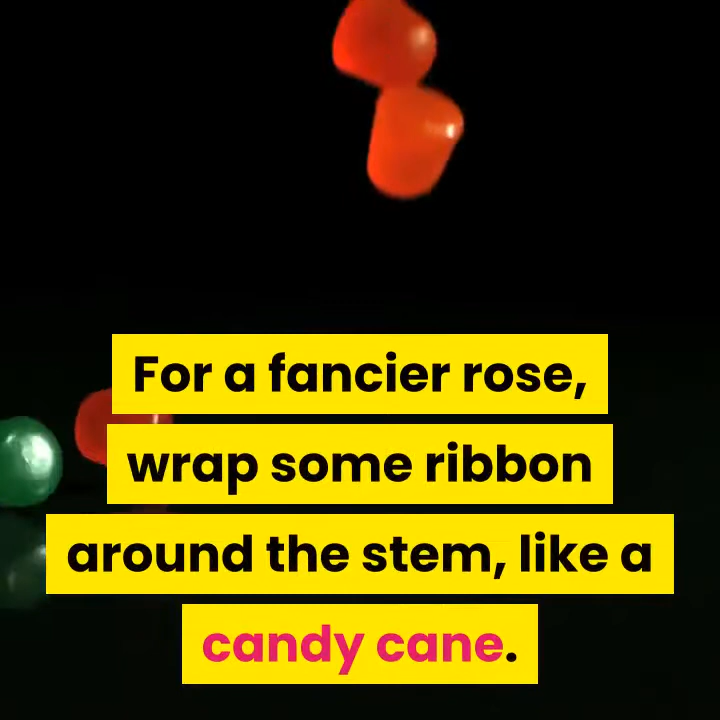 For a fancier rose,
wrap some ribbon
around the stem, like a
candy cane.